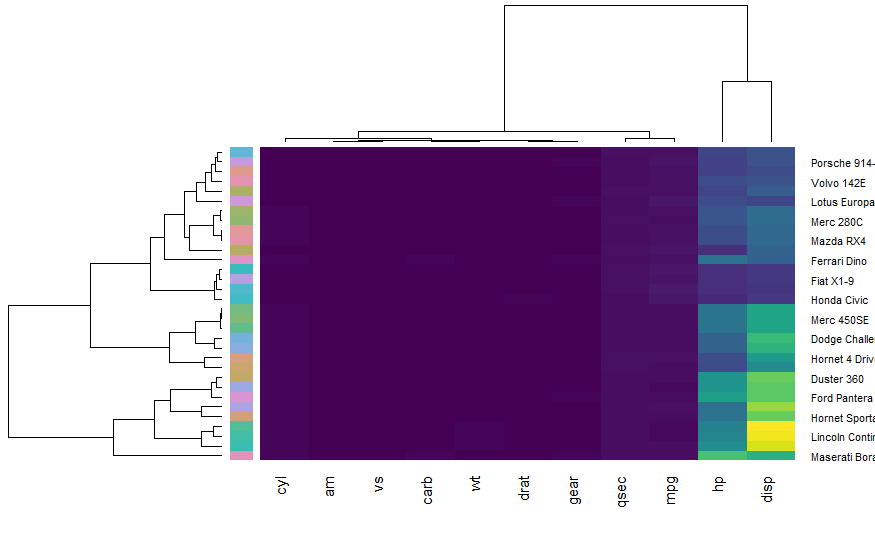 Porsche 914-
Volvo 142E
Lotus Europa
Merc 280C
Mazda RX4
Ferrari Dino
Fiat X1-9
Honda Civic
Merc 450SE
Dodge Challe
Hornet 4 Drive
Duster 360
Ford Pantera
Hornet Sporta
Lincoln Contin
Maserati Bora
cyl am vs carb wt drat gear qsec mpg hp disp